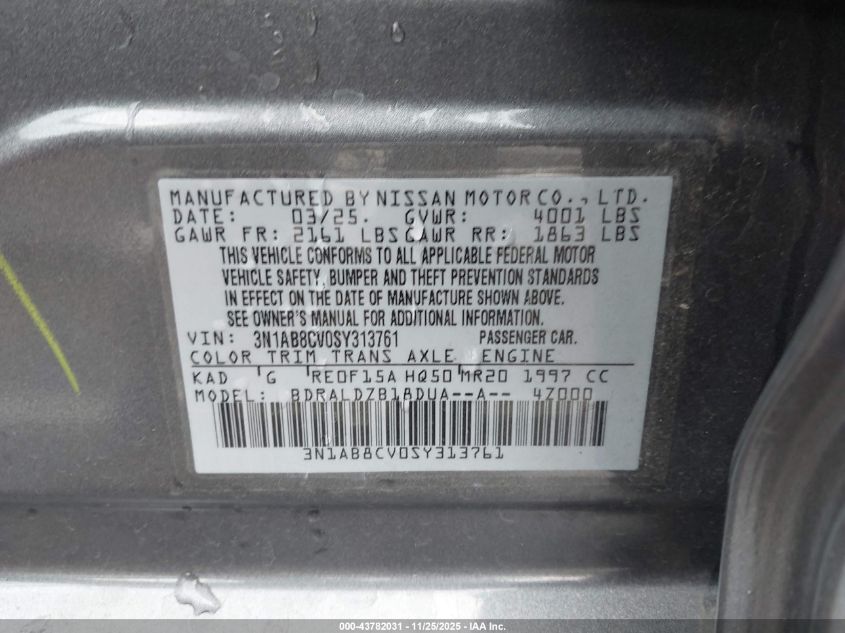 MANUFACTURED BY NISSAN MOTOR CO., LTD.
DATE: 03/25. GVWR: 4001 LBS
GAWR FR: 2161 LBS GAWR RR: 1863 LBS
THIS VEHICLE CONFORMS TO ALL APPLICABLE FEDERAL MOTOR
VEHICLE SAFETY, BUMPER AND THEFT PREVENTION STANDARDS
IN EFFECT ON THE DATE OF MANUFACTURE SHOWN ABOVE.
SEE OWNER'S MANUAL FOR ADDITIONAL INFORMATION.
VIN: 3N1AB8CV0SY313761 PASSENGER CAR.
COLOR TRIM TRANS AXLE ENGINE
KAD G RE0F15A HQ50 MR20 1997 CC
MODEL: BDRALDZB18DUA--A-- 4Z000
3N1AB8CV0SY313761
000-43782031 - 11/25/2025 - IAA Inc.